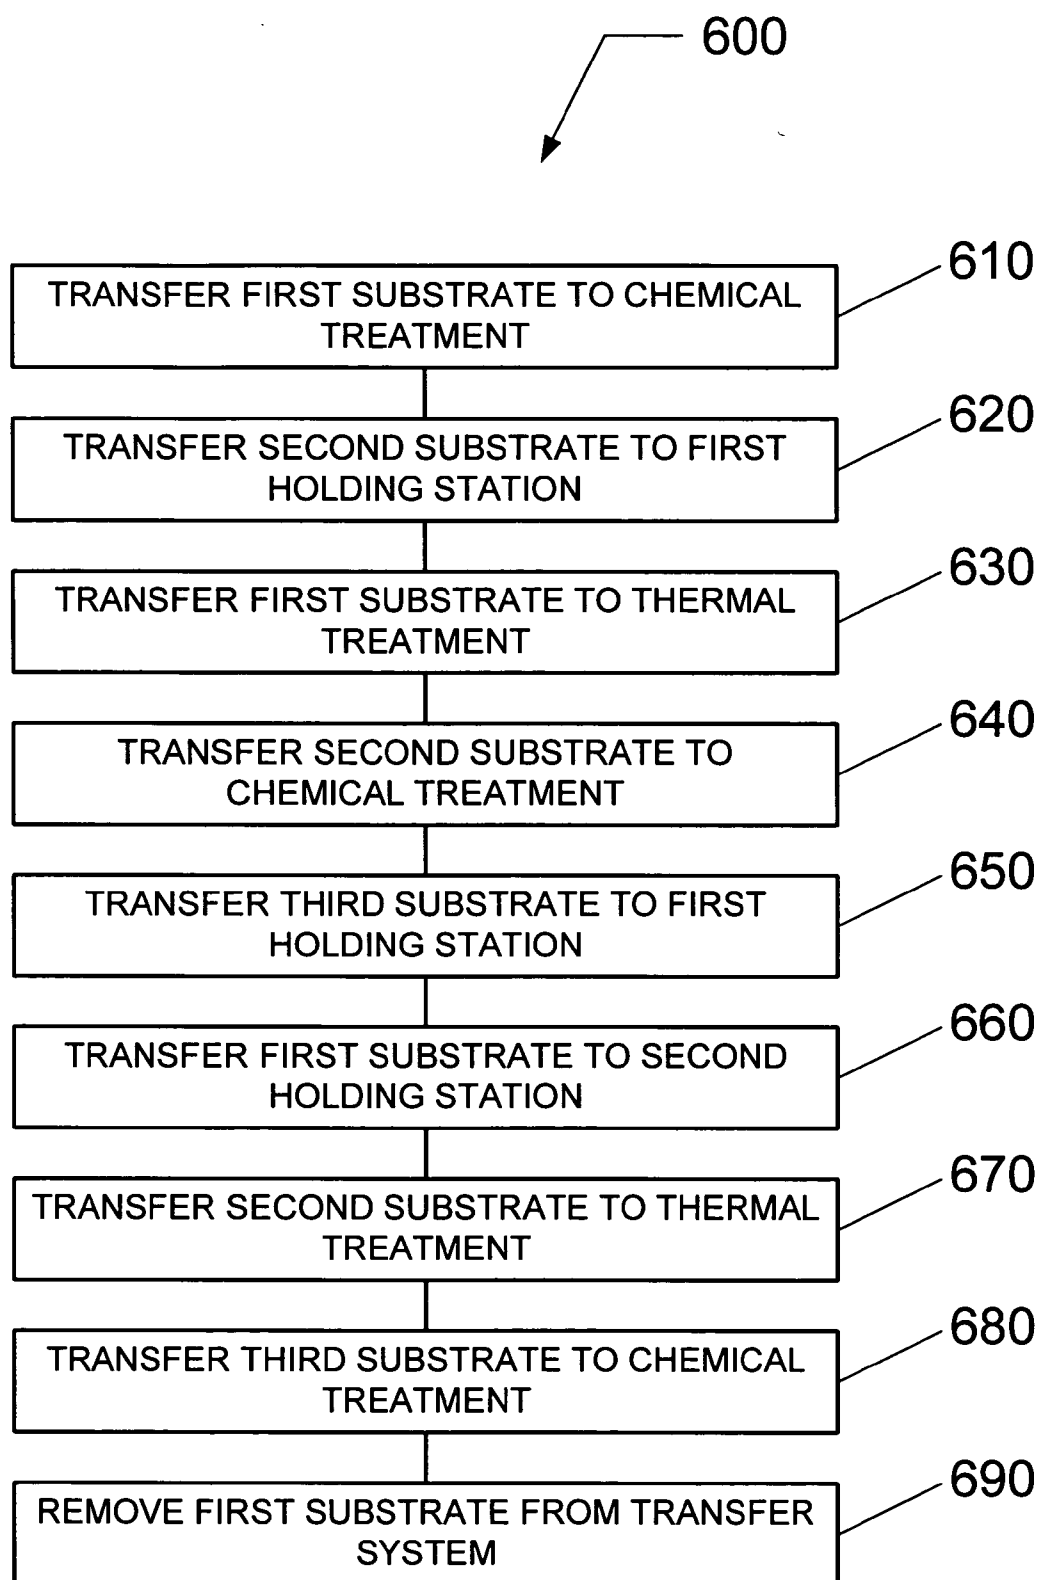 600
610
TRANSFER FIRST SUBSTRATE TO CHEMICAL
TREATMENT
620
TRANSFER SECOND SUBSTRATE TO FIRST
HOLDING STATION
630
TRANSFER FIRST SUBSTRATE TO THERMAL
TREATMENT
640
TRANSFER SECOND SUBSTRATE TO
CHEMICAL TREATMENT
650
TRANSFER THIRD SUBSTRATE TO FIRST
HOLDING STATION
660
TRANSFER FIRST SUBSTRATE TO SECOND
HOLDING STATION
670
TRANSFER SECOND SUBSTRATE TO THERMAL
TREATMENT
680
TRANSFER THIRD SUBSTRATE TO CHEMICAL
TREATMENT
690
REMOVE FIRST SUBSTRATE FROM TRANSFER
SYSTEM